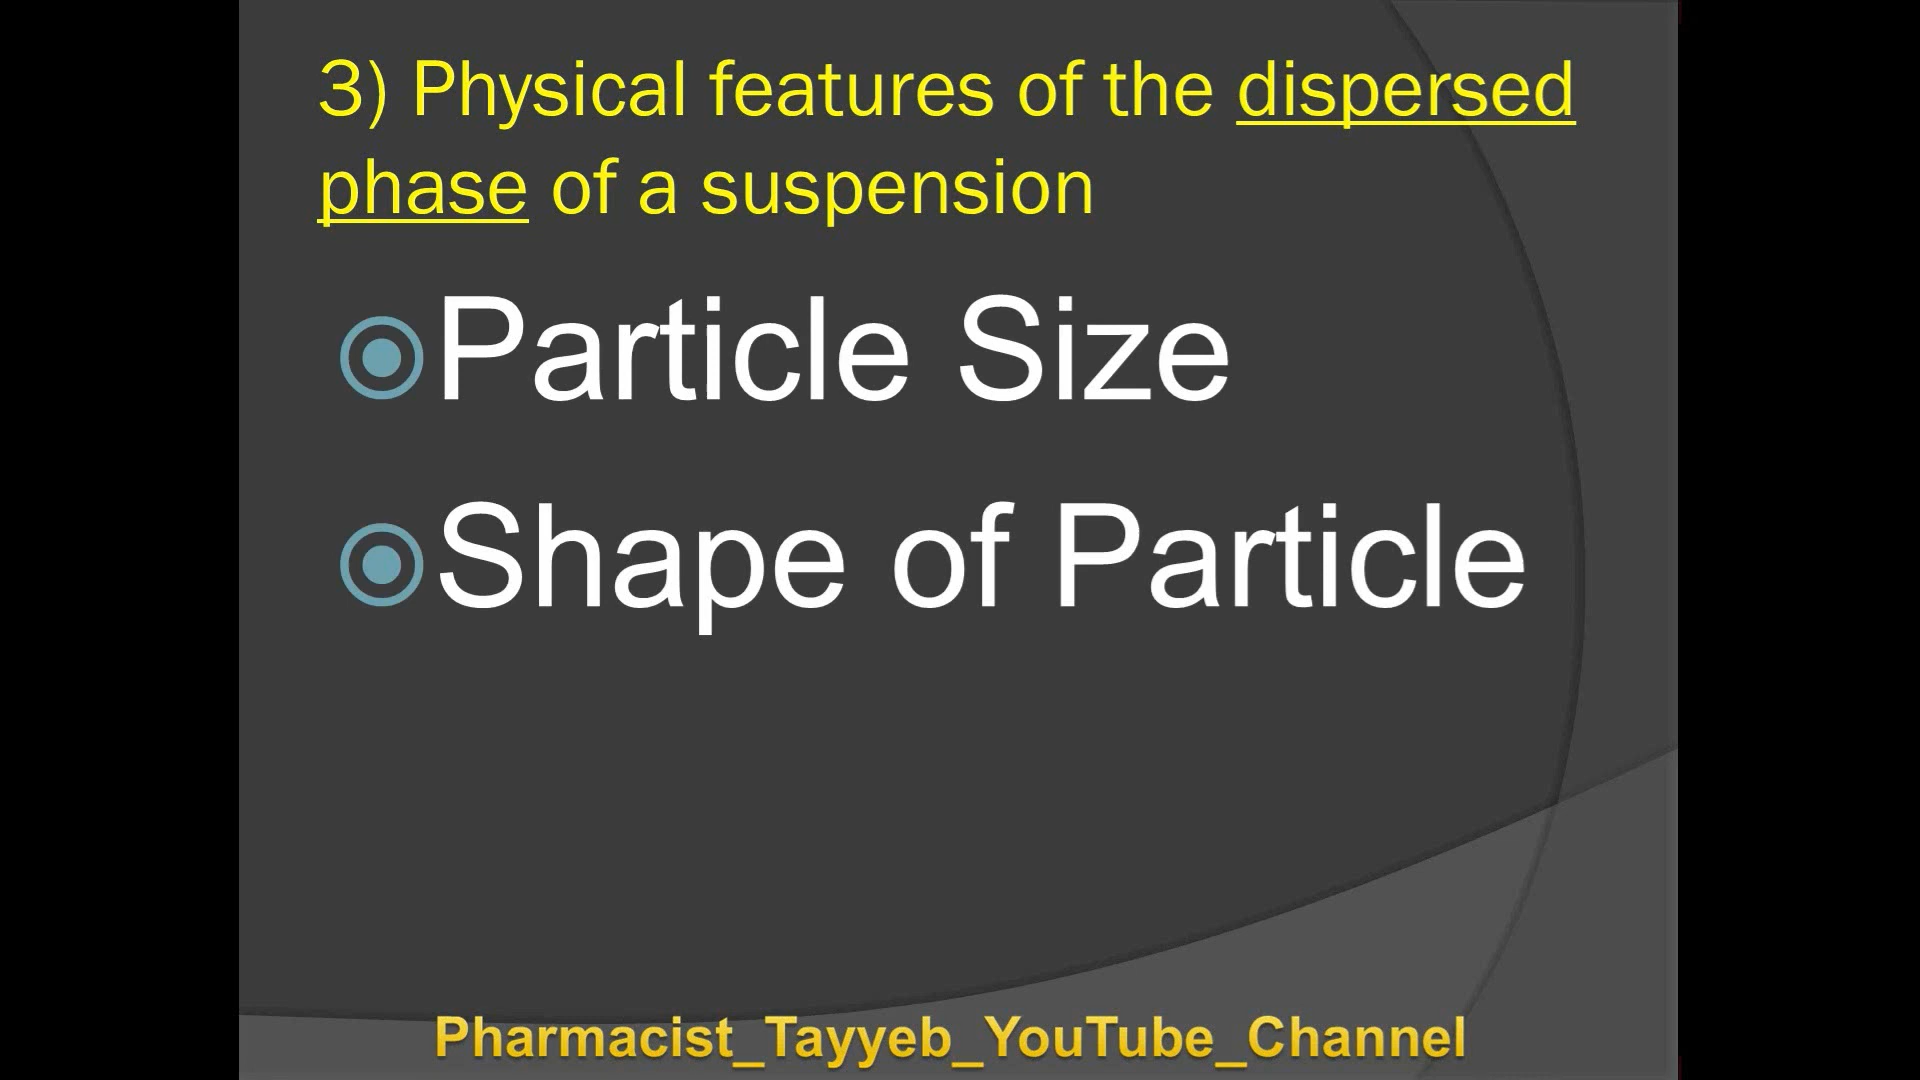 3) Physical features of the dispersed
phase of a suspension
Particle Size
Shape of Particle
Pharmacist_Tayyeb_YouTube_Channel